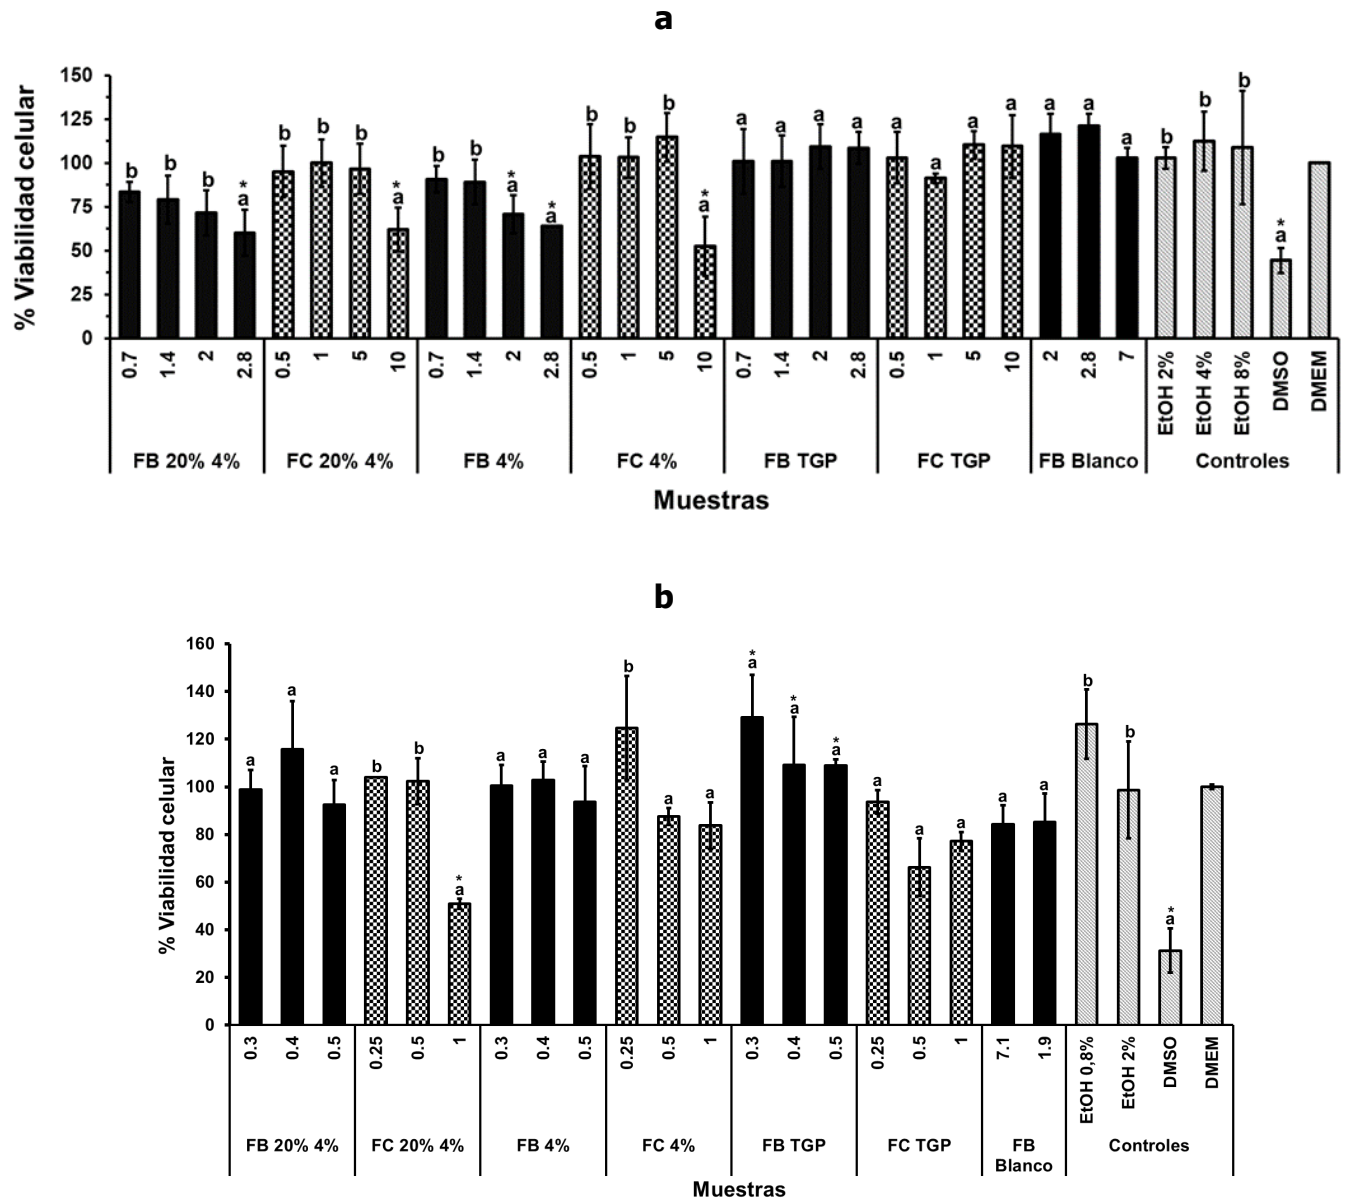 a
% Viabilidad celular
150
125
100
75
50
25
0
b b b * a b b b * a b b * a * a b b b * a a a a a a a a a a a a b b b * a
0.7 1.4 2 2.8 0.5 1 5 10 0.7 1.4 2 2.8 0.5 1 5 10 0.7 1.4 2 2.8 0.5 1 5 10 2 2.8 7 EtOH 2% EtOH 4% EtOH 8% DMSO DMEM
FB 20% 4% FC 20% 4% FB 4% FC 4% FB TGP FC TGP FB Blanco Controles
Muestras
b
% Viabilidad celular
160
140
120
100
80
60
40
20
0
a a a b b * a a a a b a a * a * a * a a a a a a b b * a
0.3 0.4 0.5 0.25 0.5 1 0.3 0.4 0.5 0.25 0.5 1 0.3 0.4 0.5 0.25 0.5 1 7.1 1.9 EtOH 0,8% EtOH 2% DMSO DMEM
FB 20% 4% FC 20% 4% FB 4% FC 4% FB TGP FC TGP FB Controles
Blanco
Muestras